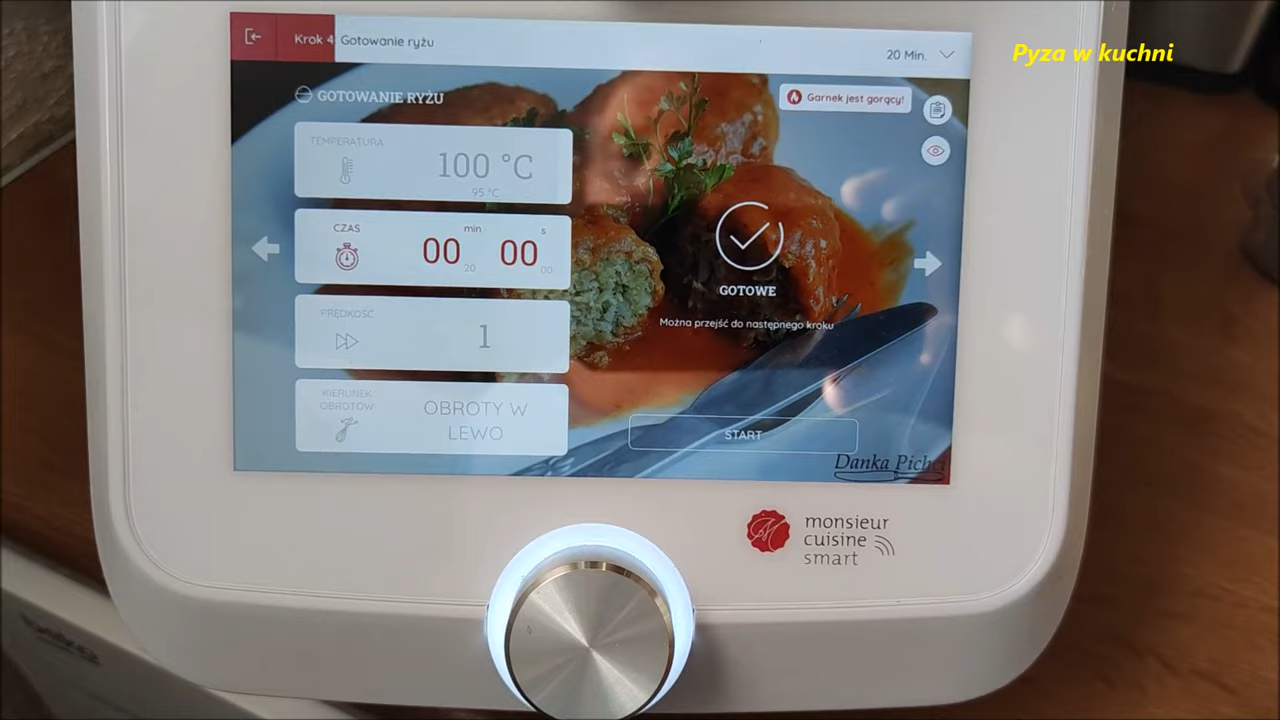 Krok 4 Gotowanie ryżu
20 Min.
Pyza w kuchni
GOTOWANIE RYŻU
Garnek jest gorący!
TEMPERATURA
100 °C
95 °C
CZAS
min
s
00 00
20 00
PRĘDKOŚĆ
1
KIERUNEK
OBROTÓW
OBROTY W
LEWO
GOTOWE
Można przejść do następnego kroku
START
Danka
monsieur
cuisine
smart